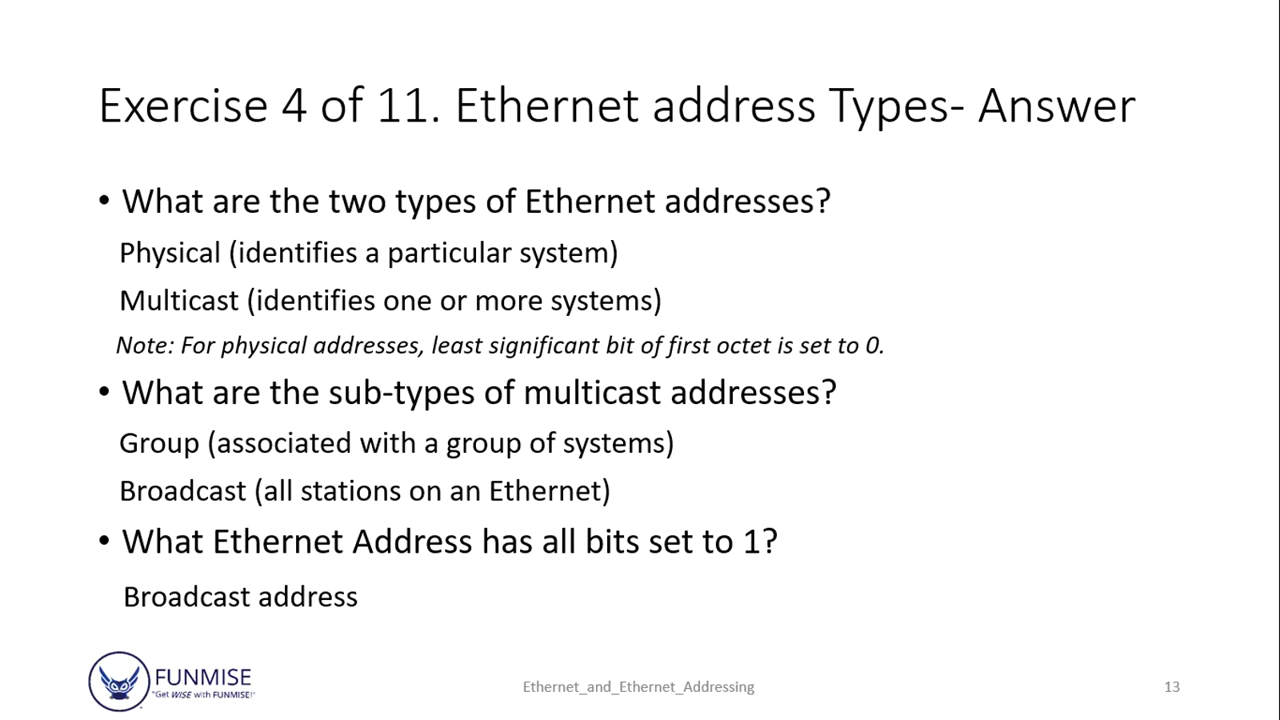 Exercise 4 of 11. Ethernet address Types- Answer
• What are the two types of Ethernet addresses?
Physical (identifies a particular system)
Multicast (identifies one or more systems)
Note: For physical addresses, least significant bit of first octet is set to 0.
• What are the sub-types of multicast addresses?
Group (associated with a group of systems)
Broadcast (all stations on an Ethernet)
• What Ethernet Address has all bits set to 1?
Broadcast address
FUNMISE
"Get WISE with FUNMISE!"
Ethernet_and_Ethernet_Addressing
13